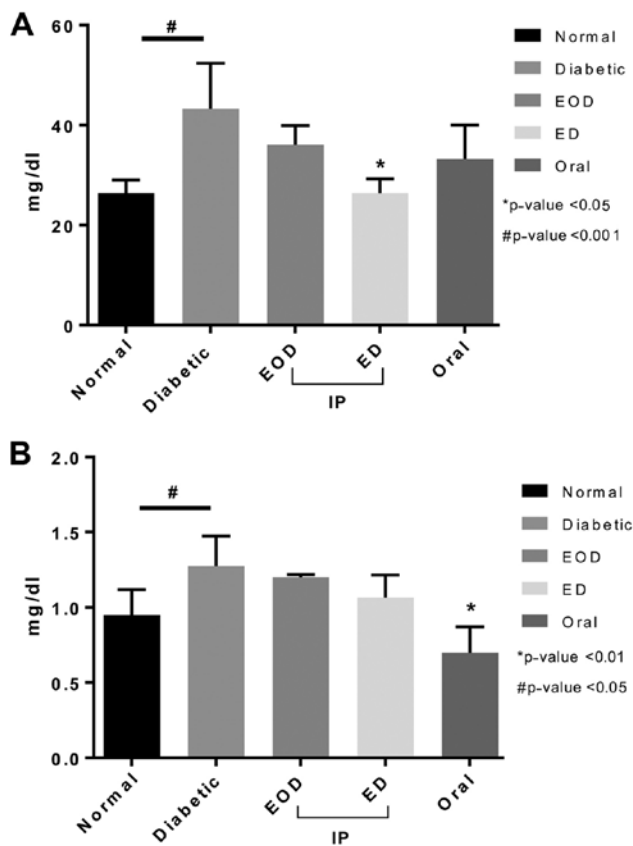 A
60
40
20
0
mg/dl
#
*
Normal
Diabetic
EOD
ED
Oral
IP
Normal
Diabetic
EOD
ED
Oral
*p-value <0.05
#p-value <0.001
B
2.0
1.5
1.0
0.5
0.0
mg/dl
#
*
Normal
Diabetic
EOD
ED
Oral
IP
Normal
Diabetic
EOD
ED
Oral
*p-value <0.01
#p-value <0.05